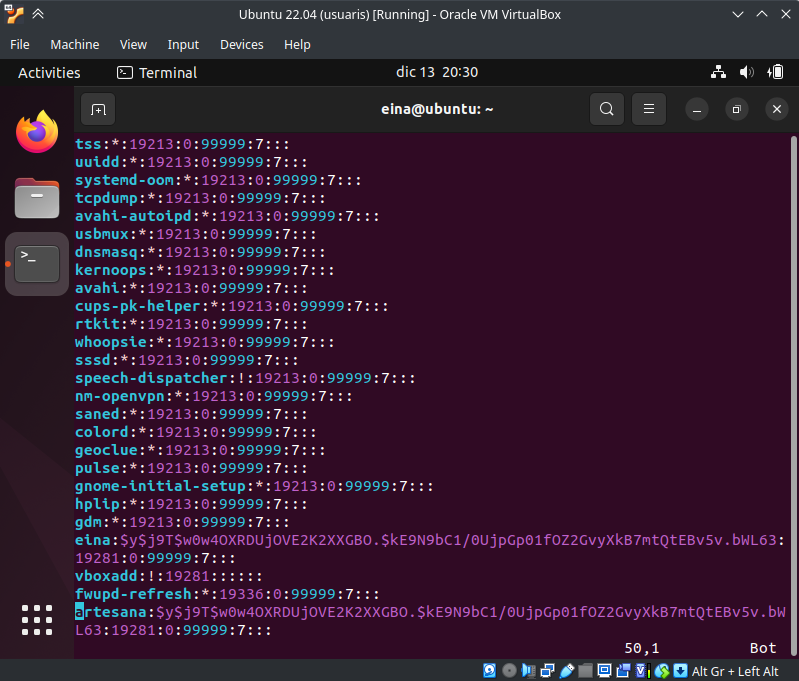 Ubuntu 22.04 (usuaris) [Running] - Oracle VM VirtualBox
File Machine View Input Devices Help
Activities Terminal dic 13 20:30
eina@ubuntu: ~
tss:*:19213:0:99999:7:::
uuidd:*:19213:0:99999:7:::
systemd-oom:*:19213:0:99999:7:::
tcpdump:*:19213:0:99999:7:::
avahi-autoipd:*:19213:0:99999:7:::
usbmux:*:19213:0:99999:7:::
dnsmasq:*:19213:0:99999:7:::
kernoops:*:19213:0:99999:7:::
avahi:*:19213:0:99999:7:::
cups-pk-helper:*:19213:0:99999:7:::
rtkit:*:19213:0:99999:7:::
whoopsie:*:19213:0:99999:7:::
sssd:*:19213:0:99999:7:::
speech-dispatcher:!:19213:0:99999:7:::
nm-openvpn:*:19213:0:99999:7:::
saned:*:19213:0:99999:7:::
colord:*:19213:0:99999:7:::
geoclue:*:19213:0:99999:7:::
pulse:*:19213:0:99999:7:::
gnome-initial-setup:*:19213:0:99999:7:::
hplip:*:19213:0:99999:7:::
gdm:*:19213:0:99999:7:::
eina:$y$j9T$w0w4OXRDUjOVE2K2XXGBO.$kE9N9bC1/0UjpGp01fOZ2GvyXkB7mtQtEBv5v.bWL63:
19281:0:99999:7:::
vboxadd:!:19281::::::
fwupd-refresh:*:19336:0:99999:7:::
artesana:$y$j9T$w0w4OXRDUjOVE2K2XXGBO.$kE9N9bC1/0UjpGp01fOZ2GvyXkB7mtQtEBv5v.bW
L63:19281:0:99999:7:::
50,1 Bot
Alt Gr + Left Alt